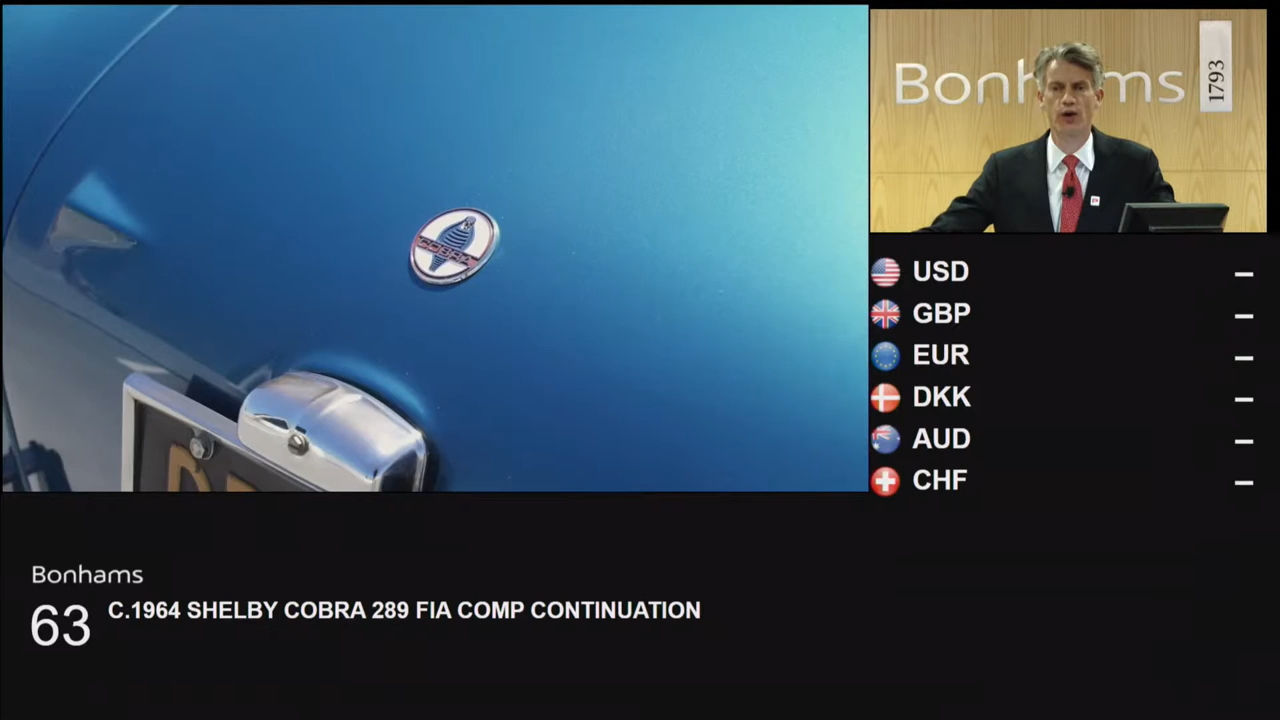 COBRA
Bonhams
1793
USD –
GBP –
EUR –
DKK –
AUD –
CHF –
Bonhams
63 C.1964 SHELBY COBRA 289 FIA COMP CONTINUATION